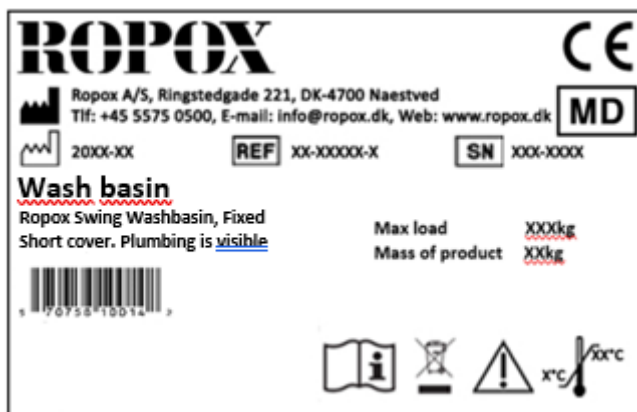 ROPOX
CE
Ropox A/S, Ringstedgade 221, DK-4700 Naestved
Tlf: +45 5575 0500, E-mail: info@ropox.dk, Web: www.ropox.dk
MD
20XX-XX
REF XX-XXXXX-X
SN XXX-XXXX
Wash basin
Ropox Swing Washbasin, Fixed
Short cover. Plumbing is visible
Max load XXXkg
Mass of product XXkg
i
X°C
XX°C